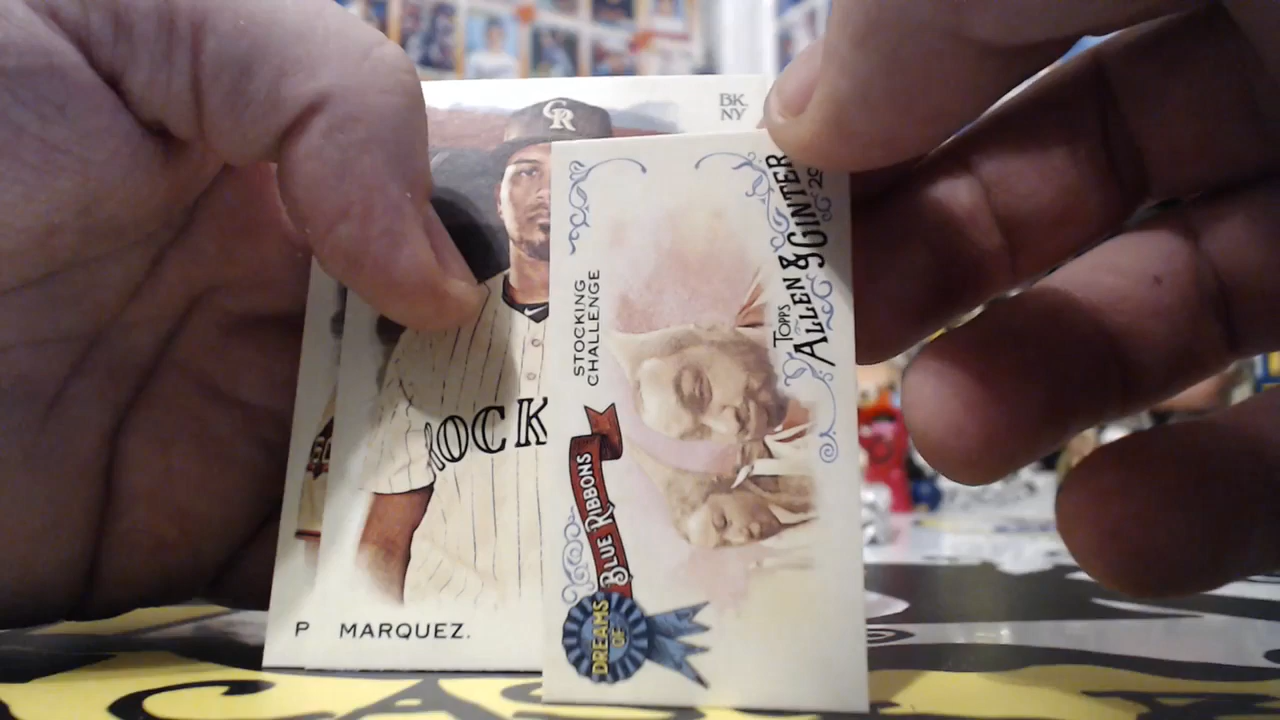 CR
BK.
NY
ROCK
P MARQUEZ.
STOCKING
CHALLENGE
TOPPS
ALLEN & GINTER
DREAMS
OF
BLUE RIBBONS